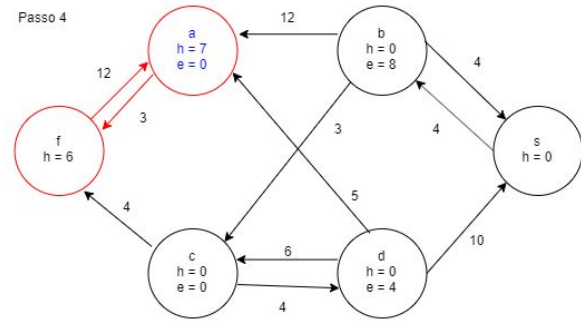 Passo 4
a
h = 7
e = 0
12
b
h = 0
e = 8
4
12
3
f
h = 6
3
4
s
h = 0
4
5
c
h = 0
e = 0
6
4
d
h = 0
e = 4
10